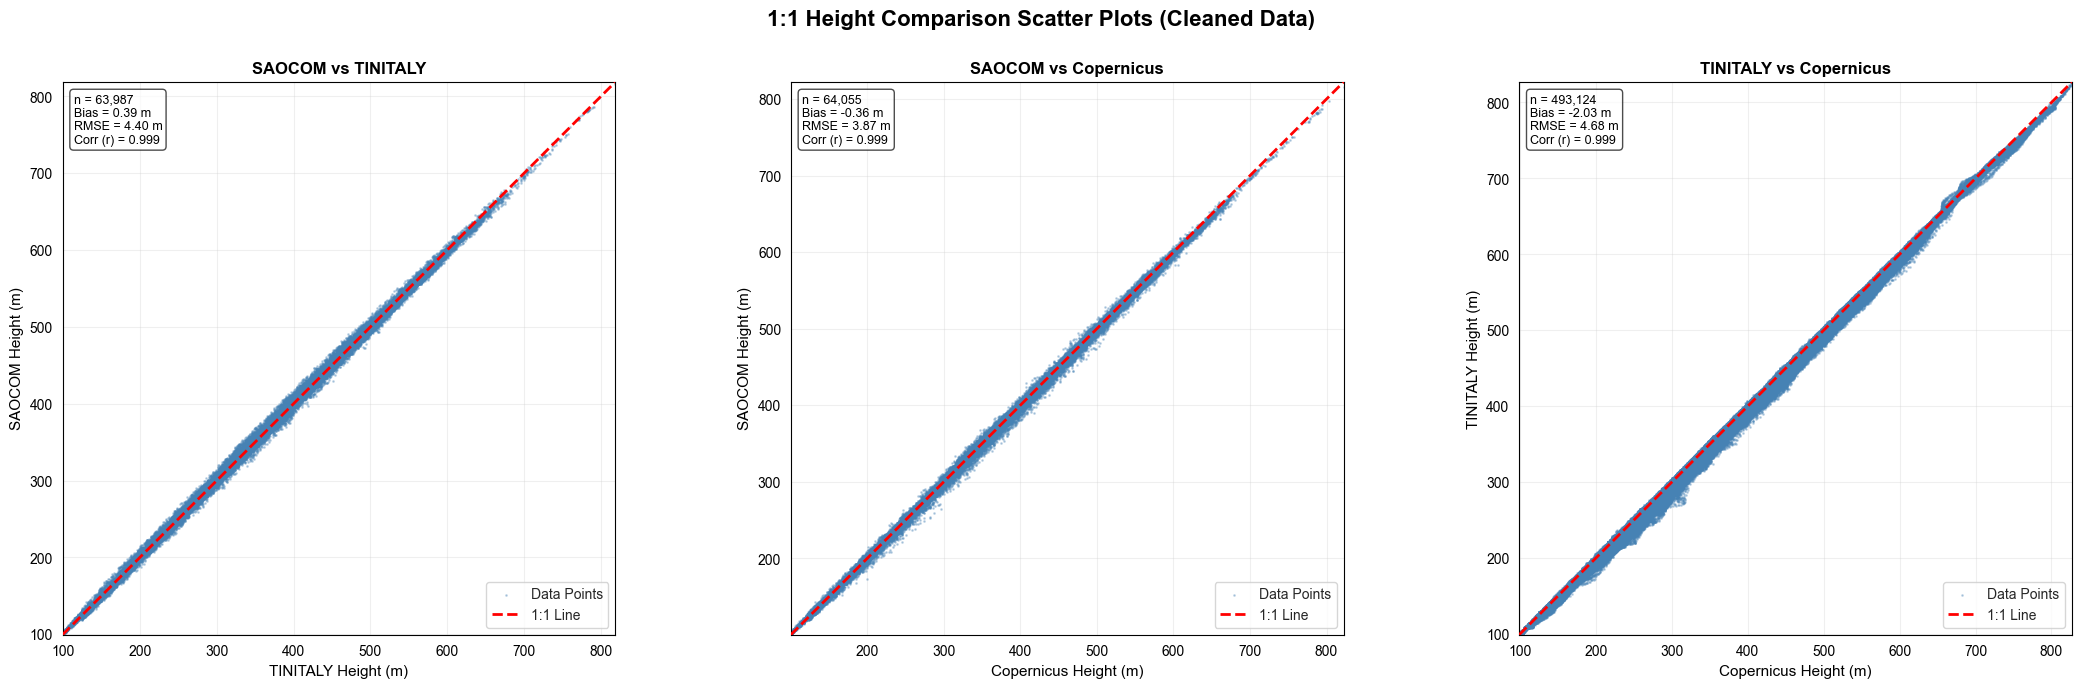 1:1 Height Comparison Scatter Plots (Cleaned Data)
SAOCOM vs TINITALY
n = 63,987
Bias = 0.39 m
RMSE = 4.40 m
Corr (r) = 0.999
800
700
600
500
400
300
200
100
SAOCOM Height (m)
Data Points
1:1 Line
100 200 300 400 500 600 700 800
TINITALY Height (m)
SAOCOM vs Copernicus
n = 64,055
Bias = -0.36 m
RMSE = 3.87 m
Corr (r) = 0.999
800
700
600
500
400
300
200
SAOCOM Height (m)
Data Points
1:1 Line
200 300 400 500 600 700 800
Copernicus Height (m)
TINITALY vs Copernicus
n = 493,124
Bias = -2.03 m
RMSE = 4.68 m
Corr (r) = 0.999
800
700
600
500
400
300
200
100
TINITALY Height (m)
Data Points
1:1 Line
100 200 300 400 500 600 700 800
Copernicus Height (m)